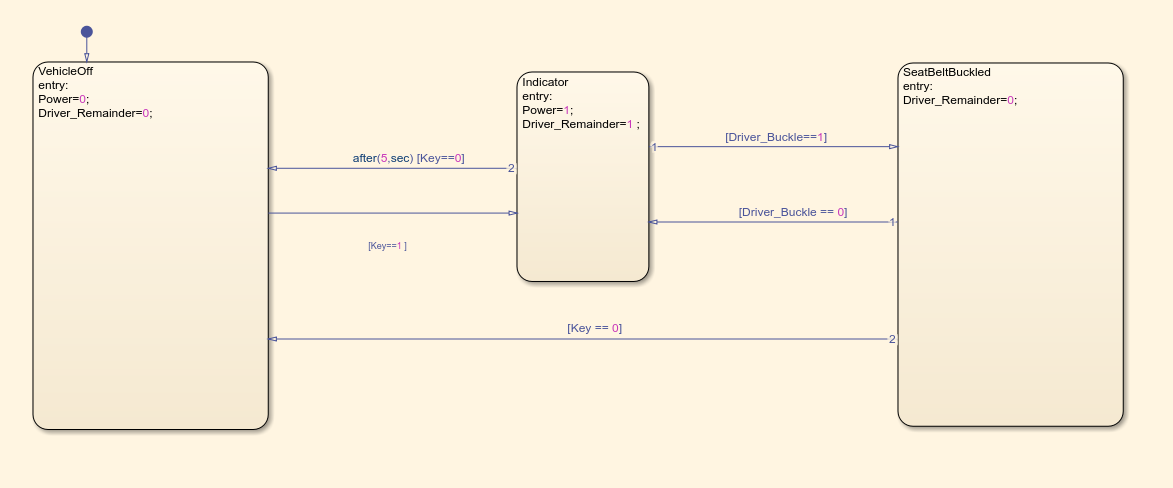 VehicleOff
entry:
Power=0;
Driver_Remainder=0;
Indicator
entry:
Power=1;
Driver_Remainder=1 ;
SeatBeltBuckled
entry:
Driver_Remainder=0;
after(5,sec) [Key==0]
2
[Key==1 ]
1
[Driver_Buckle==1]
[Driver_Buckle == 0]
1
[Key == 0]
2